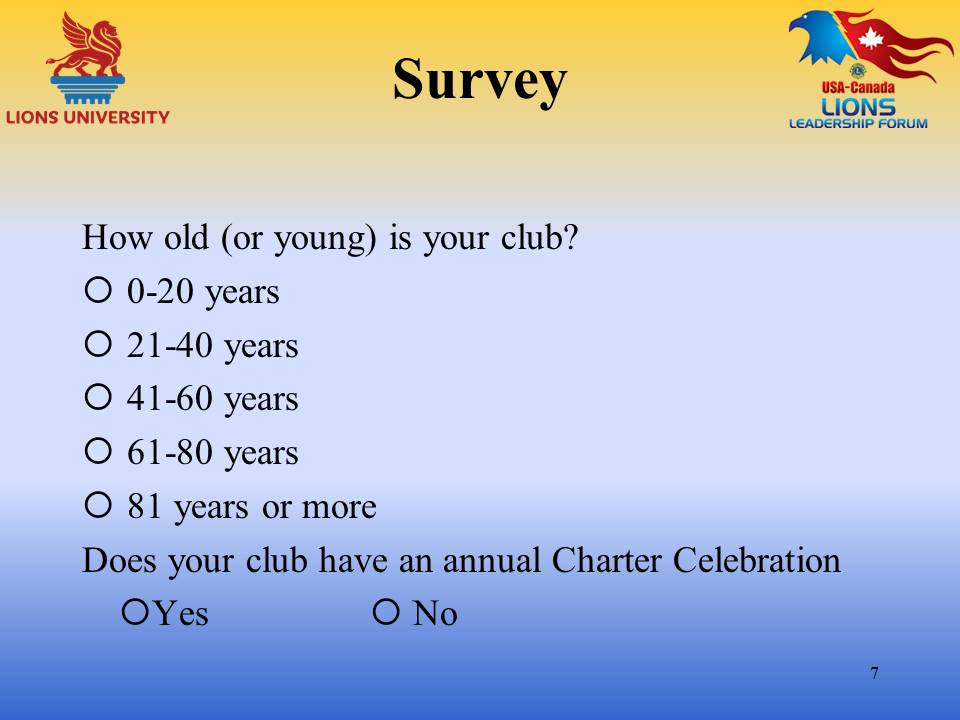 LIONS UNIVERSITY
Survey
USA-Canada
LIONS
LEADERSHIP FORUM
How old (or young) is your club?
0-20 years
21-40 years
41-60 years
61-80 years
81 years or more
Does your club have an annual Charter Celebration
Yes No
7